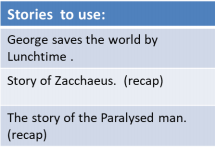 Stories to use:
George saves the world by
Lunchtime .
Story of Zacchaeus. (recap)
The story of the Paralysed man.
(recap)